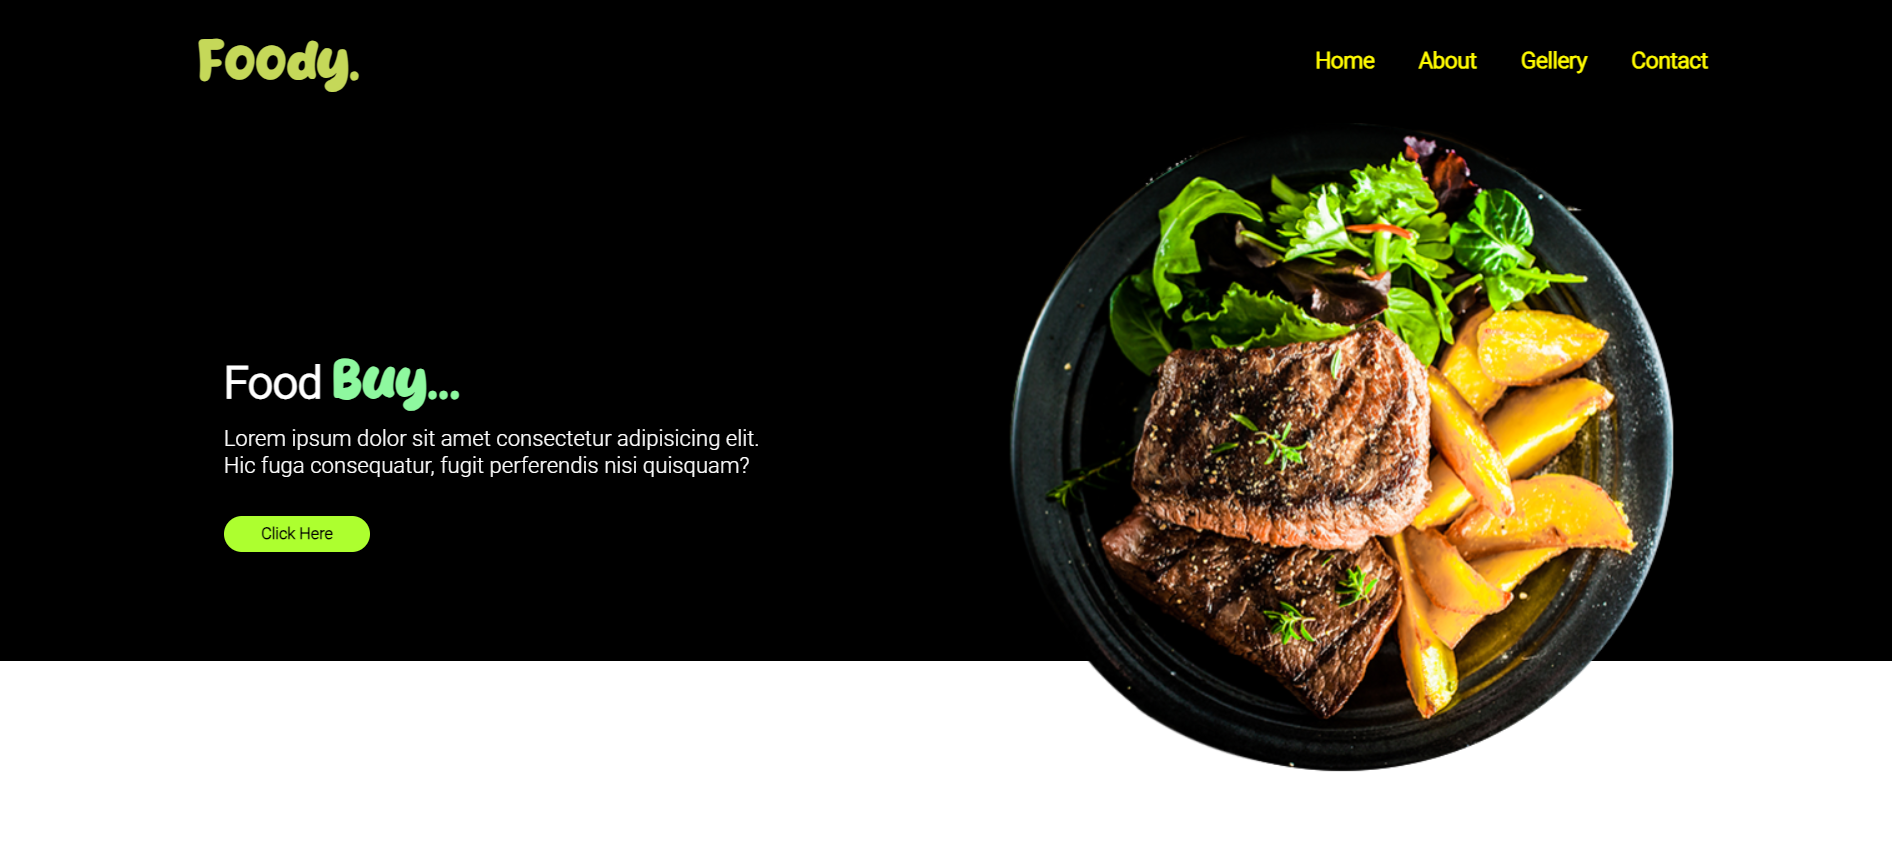 Foody.
Home About Gellery Contact
Food Buy...
Lorem ipsum dolor sit amet consectetur adipisicing elit.
Hic fuga consequatur, fugit perferendis nisi quisquam?
Click Here